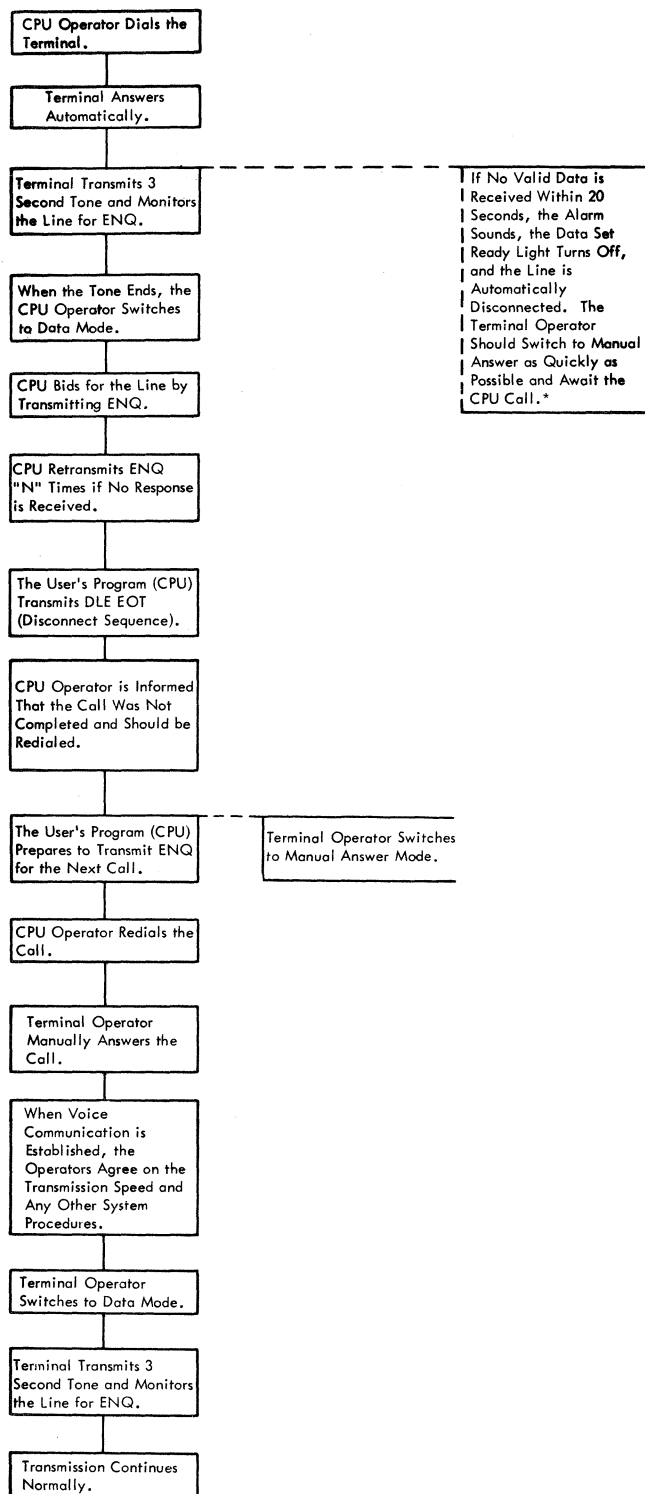 CPU Operator Dials the
Terminal.
Terminal Answers
Automatically.
Terminal Transmits 3
Second Tone and Monitors
the Line for ENQ.
If No Valid Data is
Received Within 20
Seconds, the Alarm
Sounds, the Data Set
Ready Light Turns Off,
and the Line is
Automatically
Disconnected. The
Terminal Operator
Should Switch to Manual
Answer as Quickly as
Possible and Await the
CPU Call.*
When the Tone Ends, the
CPU Operator Switches
to Data Mode.
CPU Bids for the Line by
Transmitting ENQ.
CPU Retransmits ENQ
"N" Times if No Response
is Received.
The User's Program (CPU)
Transmits DLE EOT
(Disconnect Sequence).
CPU Operator is Informed
That the Call Was Not
Completed and Should be
Redialed.
The User's Program (CPU)
Prepares to Transmit ENQ
for the Next Call.
Terminal Operator Switches
to Manual Answer Mode.
CPU Operator Redials the
Call.
Terminal Operator
Manually Answers the
Call.
When Voice
Communication is
Established, the
Operators Agree on the
Transmission Speed and
Any Other System
Procedures.
Terminal Operator
Switches to Data Mode.
Terminal Transmits 3
Second Tone and Monitors
the Line for ENQ.
Transmission Continues
Normally.